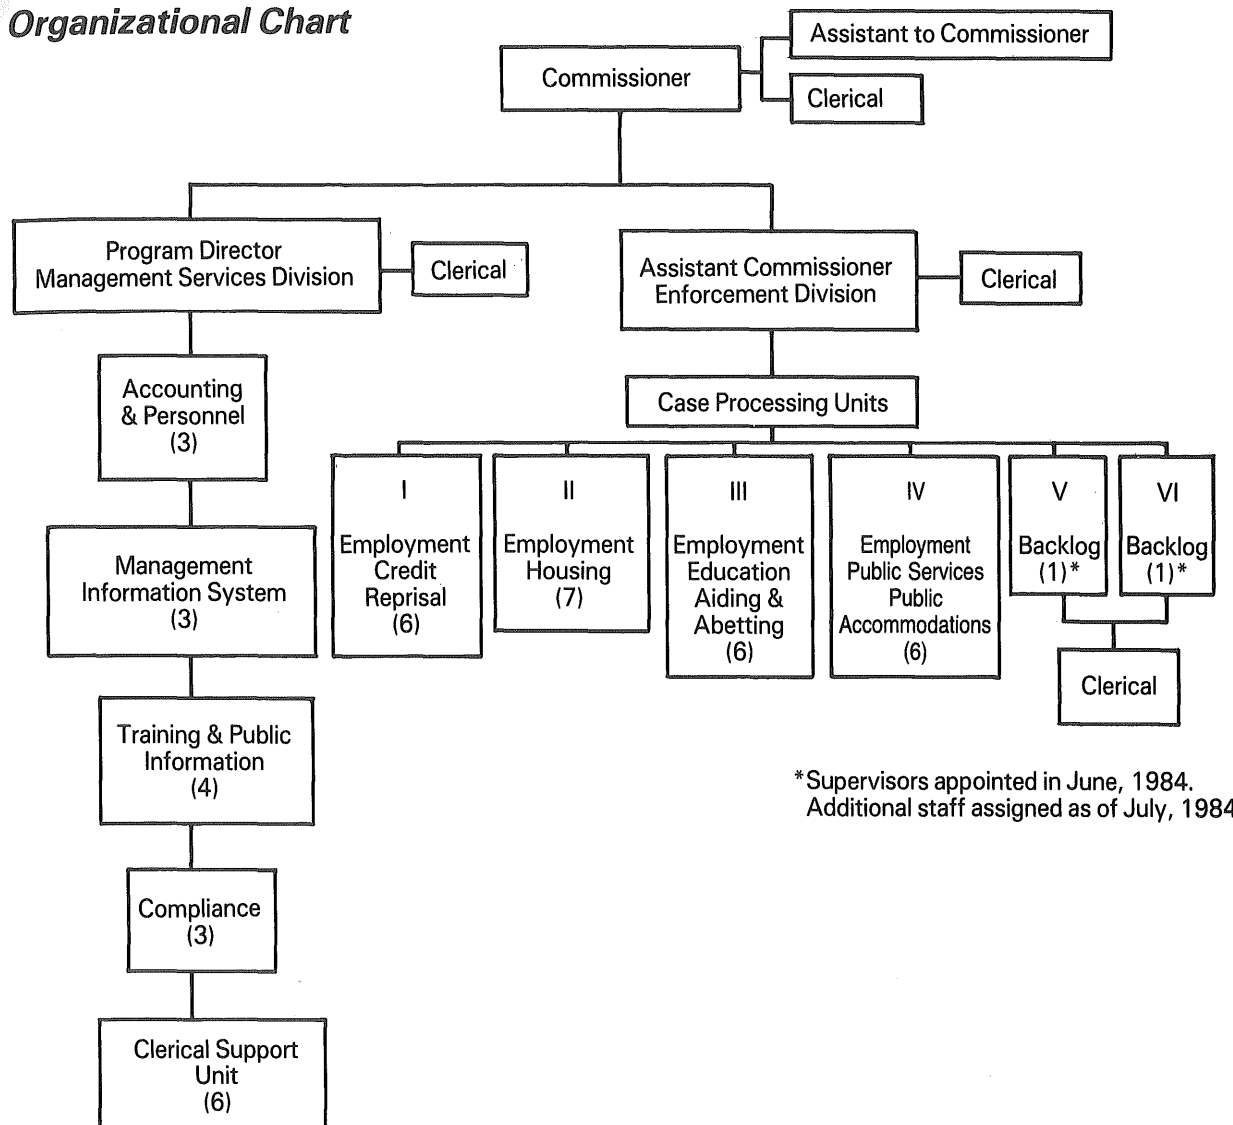 Organizational Chart
Assistant to Commissioner
Commissioner
Clerical
Program Director
Management Services Division
Clerical
Assistant Commissioner
Enforcement Division
Clerical
Accounting
& Personnel
(3)
Case Processing Units
I
Employment
Credit
Reprisal
(6)
II
Employment
Housing
(7)
III
Employment
Education
Aiding &
Abetting
(6)
IV
Employment
Public Services
Public
Accommodations
(6)
V
Backlog
(1)*
VI
Backlog
(1)*
Clerical
Management
Information System
(3)
Training & Public
Information
(4)
*Supervisors appointed in June, 1984.
Additional staff assigned as of July, 1984
Compliance
(3)
Clerical Support
Unit
(6)